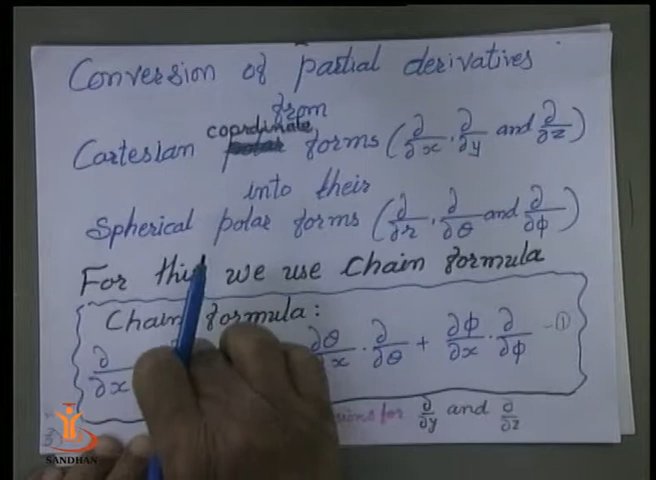 Conversion of partial derivatives
from
Cartesian coordinate forms (∂/∂x, ∂/∂y and ∂/∂z)
into their
Spherical polar forms (∂/∂r, ∂/∂θ and ∂/∂ϕ)
For this we use Chain formula
Chain formula:
∂/∂x ∂θ/∂x · ∂/∂θ + ∂ϕ/∂x · ∂/∂ϕ —①
for ∂/∂y and ∂/∂z
SANDHAN